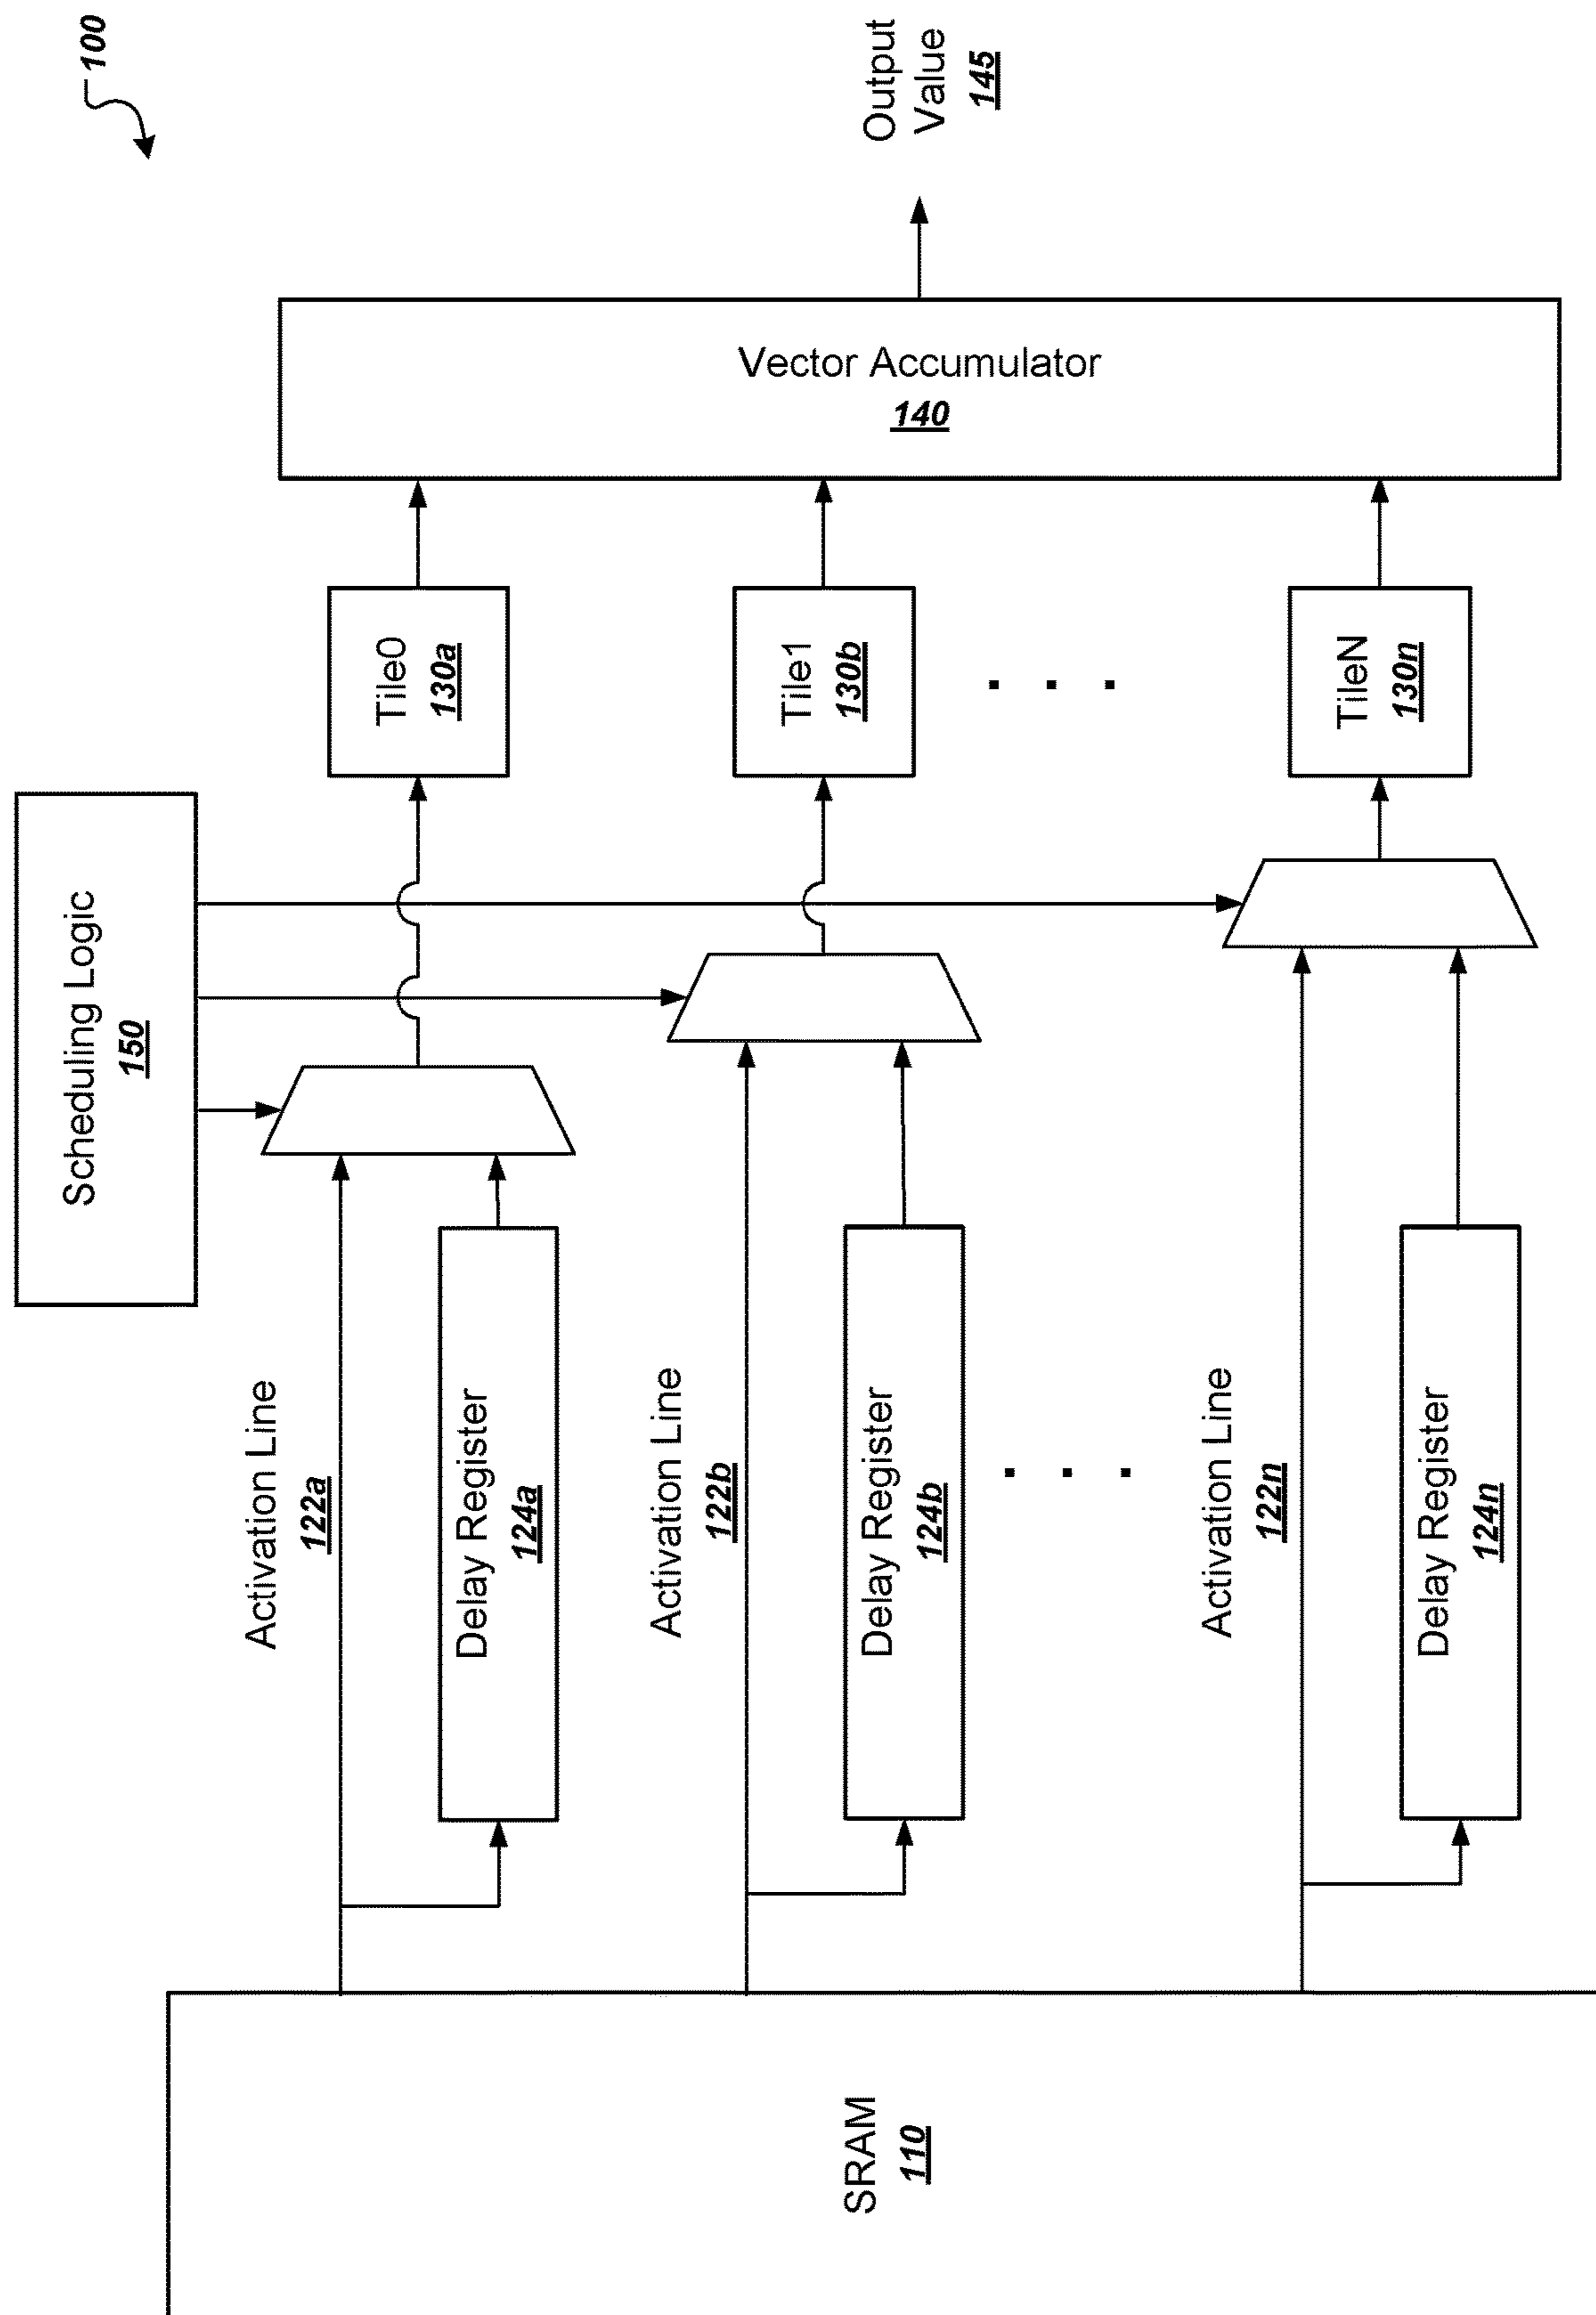 100
Scheduling Logic
150
Activation Line
122a
Delay Register
124a
Tile0
130a
Activation Line
122b
Delay Register
124b
Tile1
130b
Activation Line
122n
Delay Register
124n
TileN
130n
SRAM
110
Vector Accumulator
140
Output
Value
145